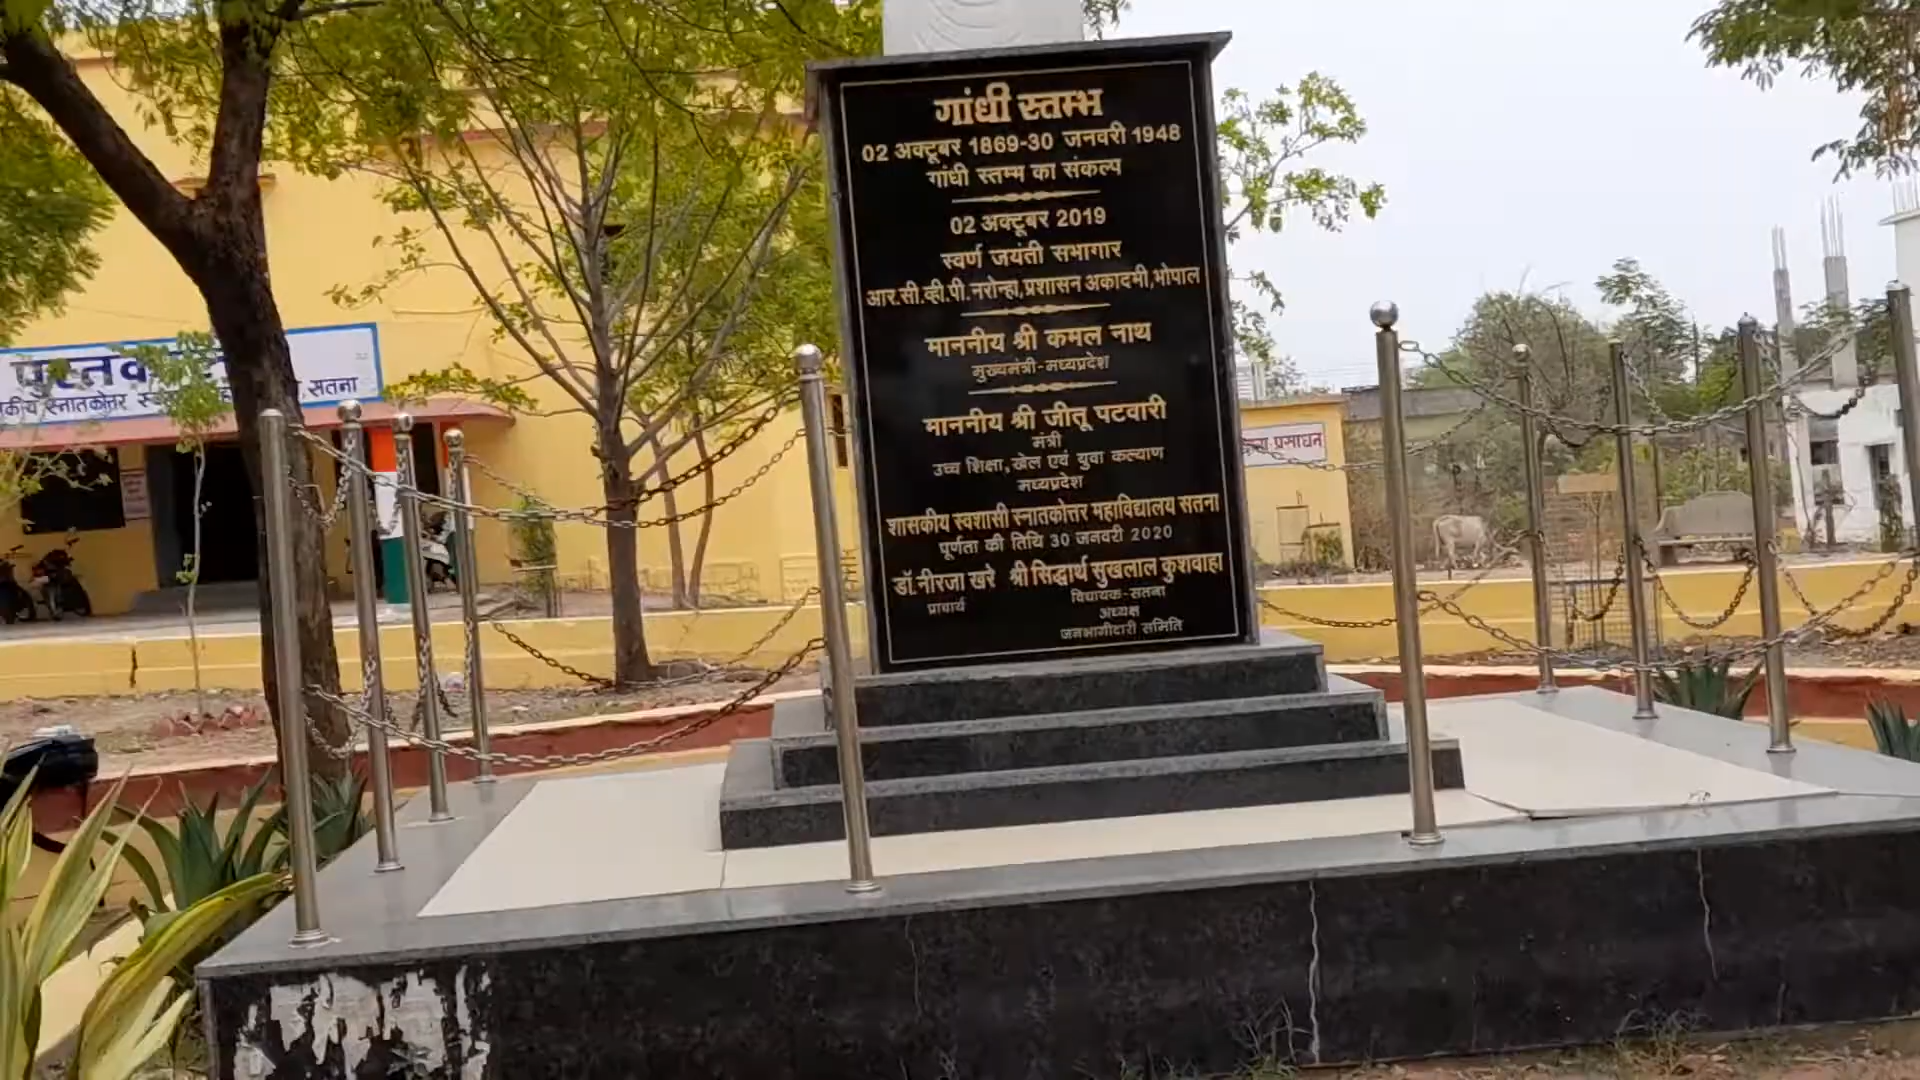 गांधी स्तम्भ
02 अक्टूबर 1869-30 जनवरी 1948
गांधी स्तम्भ का संकल्प
02 अक्टूबर 2019
स्वर्ण जयंती सभागार
आर.सी.व्ही.पी.नरोन्हा,प्रशासन अकादमी,भोपाल
माननीय श्री कमल नाथ
मुख्यमंत्री-मध्यप्रदेश
माननीय श्री जीतू पटवारी
मंत्री
उच्च शिक्षा,खेल एवं युवा कल्याण
मध्यप्रदेश
शासकीय स्वशासी स्नातकोत्तर महाविद्यालय सतना
पूर्णता की तिथि 30 जनवरी 2020
डॉ.नीरजा खरे श्री सिद्धार्थ सुखलाल कुशवाहा
प्राचार्य विधायक-सतना
अध्यक्ष
जनभागीदारी समिति
स्नातकोत्तर सतना
प्रसाधन